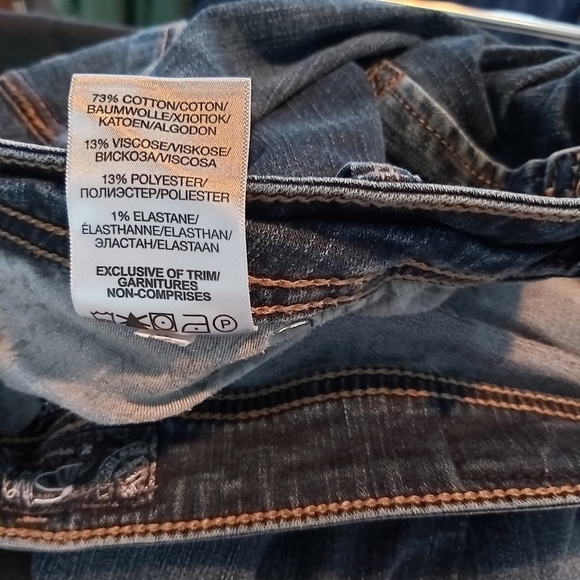 73% COTTON/COTON/
BAUMWOLLE/ХЛОПОК/
KATOEN/ALGODON
13% VISCOSE/VISKOSE/
ВИСКОЗА/VISCOSA
13% POLYESTER/
ПОЛИЭСТЕР/POLIESTER
1% ELASTANE/
ÉLASTHANNE/ELASTHAN/
ЭЛАСТАН/ELASTAAN
EXCLUSIVE OF TRIM/
GARNITURES
NON-COMPRISES
P